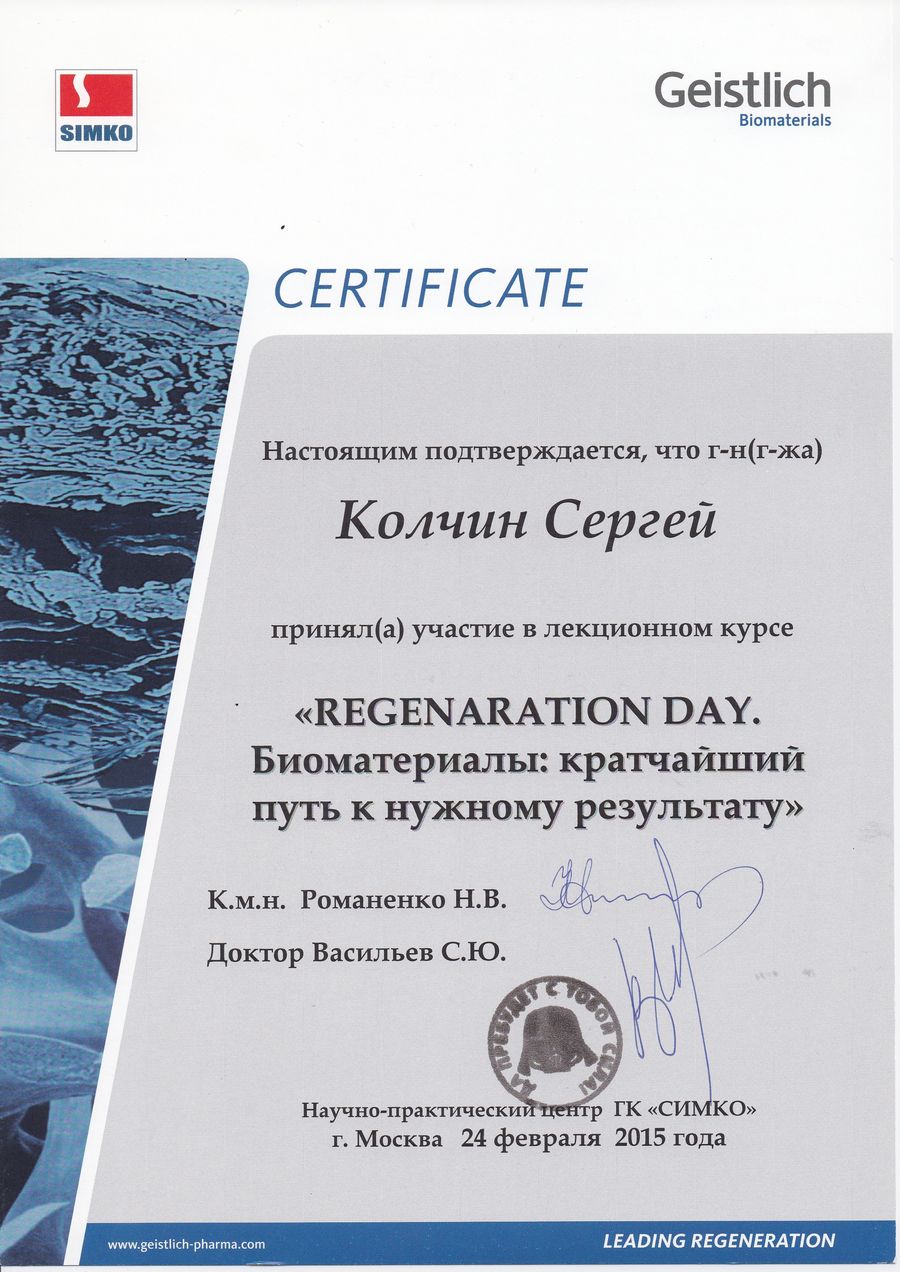 SIMKO
Geistlich
Biomaterials
CERTIFICATE
Настоящим подтверждается, что г-н(г-жа)
Колчин Сергей
принял(а) участие в лекционном курсе
«REGENARATION DAY.
Биоматериалы: кратчайший
путь к нужному результату»
К.м.н. Романенко Н.В.
Доктор Васильев С.Ю.
ДА ПРЕБУДЕТ С ТОБОЙ СИЛА!
Научно-практический центр ГК «СИМКО»
г. Москва 24 февраля 2015 года
www.geistlich-pharma.com
LEADING REGENERATION